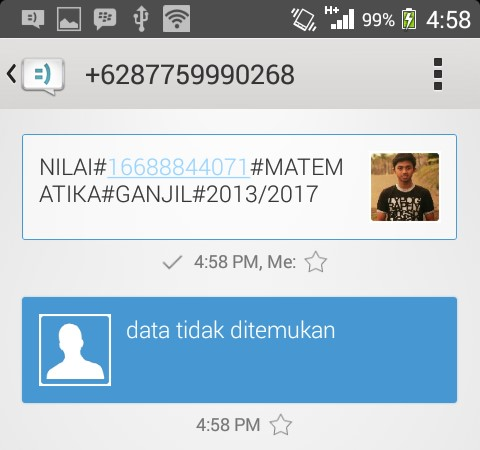 99% 4:58
+6287759990268
NILAI#16688844071#MATEM
ATIKA#GANJIL#2013/2017
4:58 PM, Me:
data tidak ditemukan
4:58 PM